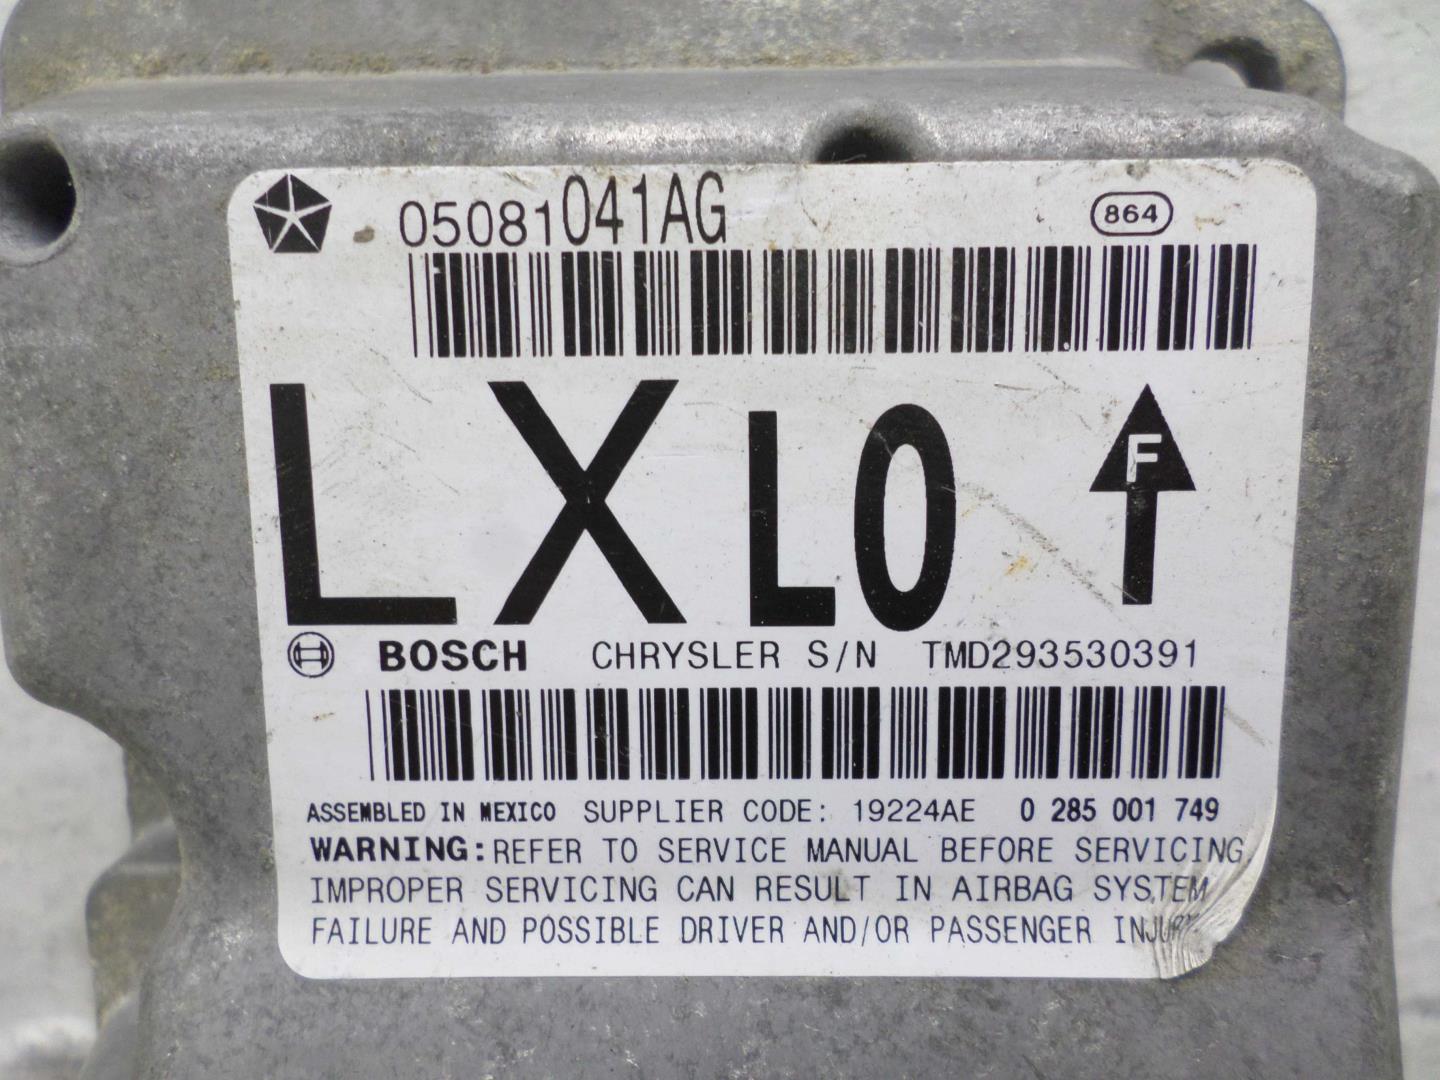 05081041AG 864
LX LO F
BOSCH CHRYSLER S/N TMD293530391
ASSEMBLED IN MEXICO SUPPLIER CODE: 19224AE 0 285 001 749
WARNING: REFER TO SERVICE MANUAL BEFORE SERVICING
IMPROPER SERVICING CAN RESULT IN AIRBAG SYSTEM
FAILURE AND POSSIBLE DRIVER AND/OR PASSENGER